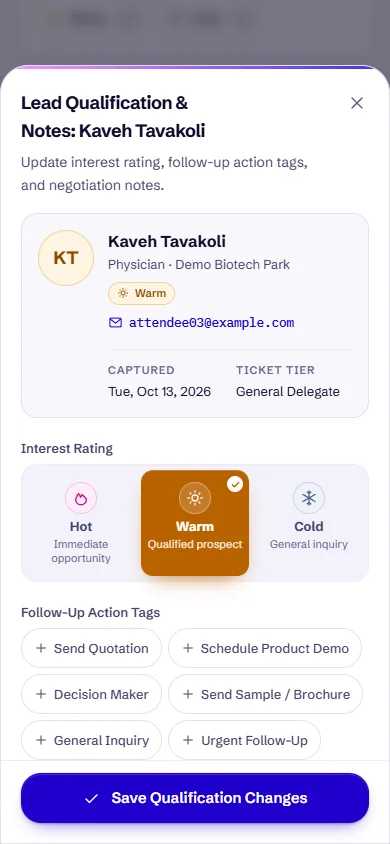 Lead Qualification &
Notes: Kaveh Tavakoli
Update interest rating, follow-up action tags,
and negotiation notes.
KT
Kaveh Tavakoli
Physician · Demo Biotech Park
Warm
attendee03@example.com
CAPTURED
Tue, Oct 13, 2026
TICKET TIER
General Delegate
Interest Rating
Hot
Immediate
opportunity
Warm
Qualified prospect
Cold
General inquiry
Follow-Up Action Tags
+ Send Quotation
+ Schedule Product Demo
+ Decision Maker
+ Send Sample / Brochure
+ General Inquiry
+ Urgent Follow-Up
Save Qualification Changes